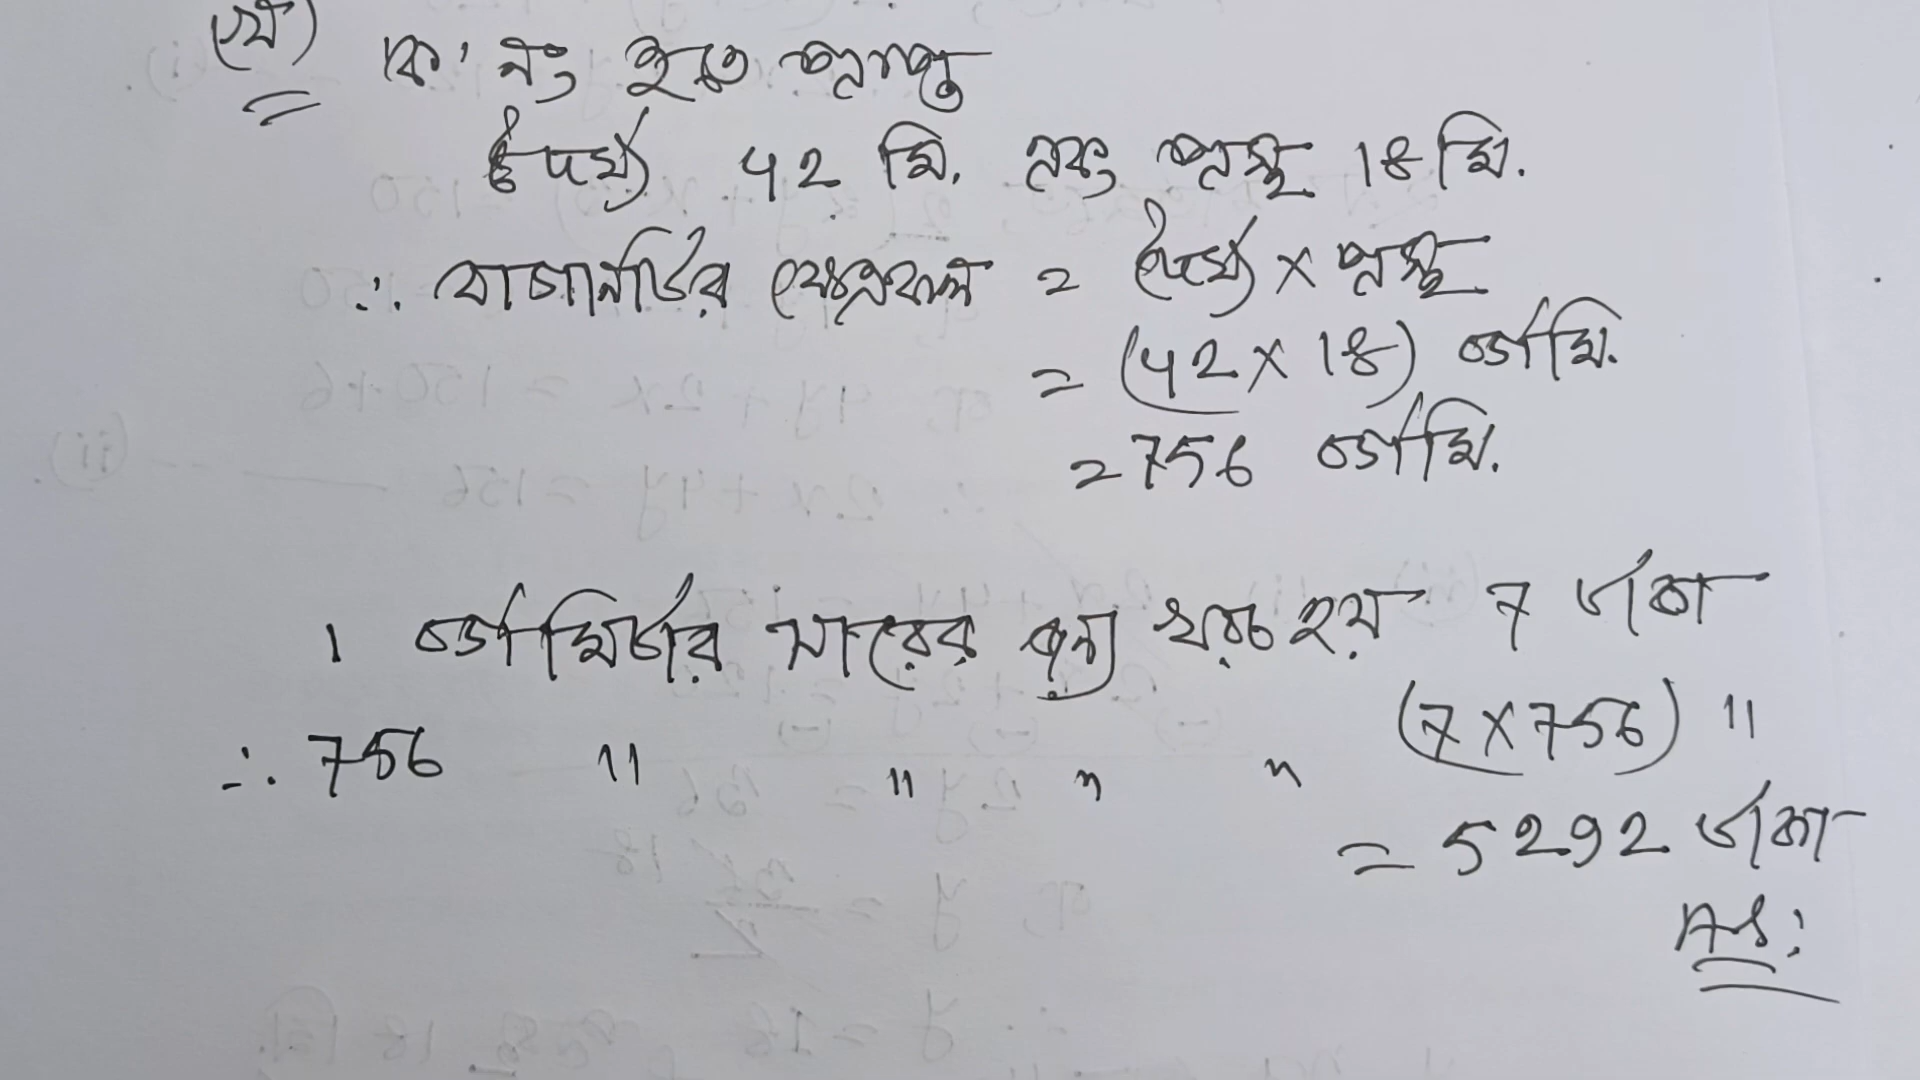 (খ) 'ক' নং হতে প্রাপ্ত
দৈর্ঘ্য 42 মি. এবং প্রস্থ 18 মি.
∴ বাগানটির ক্ষেত্রফল = দৈর্ঘ্য × প্রস্থ
= (42 × 18) বর্গমি.
= 756 বর্গমি.
1 বর্গমিটার সারের জন্য খরচ হয় 7 টাকা
∴ 756 " " " " (7 × 756) "
= 5292 টাকা
As: